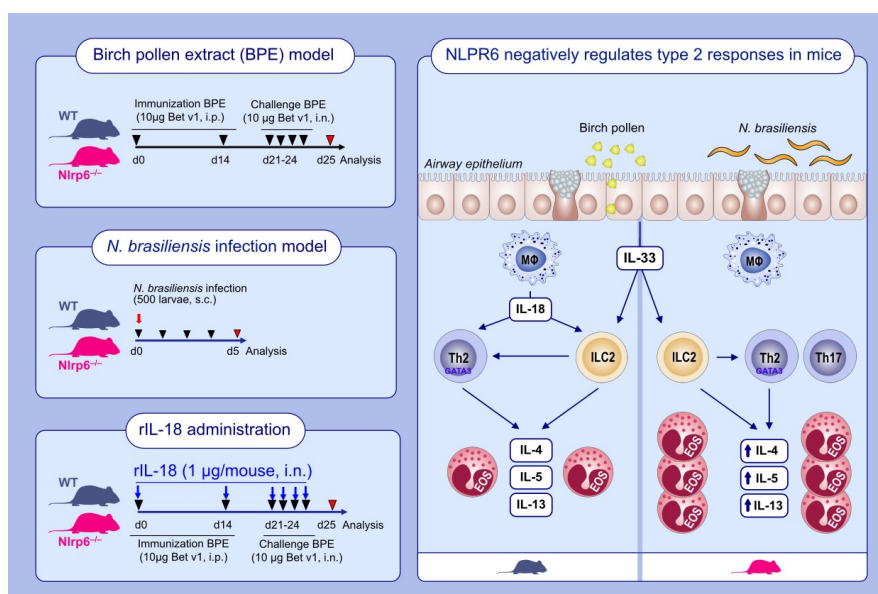 Birch pollen extract (BPE) model
WT
Nlrp6–/–
Immunization BPE
(10µg Bet v1, i.p.)
Challenge BPE
(10 µg Bet v1, i.n.)
d0
d14
d21-24
d25
Analysis
N. brasiliensis infection model
WT
Nlrp6–/–
N. brasiliensis infection
(500 larvae, s.c.)
d0
d5
Analysis
rIL-18 administration
WT
Nlrp6–/–
rIL-18 (1 µg/mouse, i.n.)
d0
d14
d21-24
d25
Analysis
Immunization BPE
(10µg Bet v1, i.p.)
Challenge BPE
(10 µg Bet v1, i.n.)
NLPR6 negatively regulates type 2 responses in mice
Birch pollen
N. brasiliensis
Airway epithelium
MΦ
IL-33
MΦ
IL-18
Th2
GATA3
ILC2
ILC2
Th2
GATA3
Th17
EOS
IL-4
IL-5
IL-13
EOS
EOS
EOS
EOS
IL-4
IL-5
IL-13
EOS
EOS
EOS